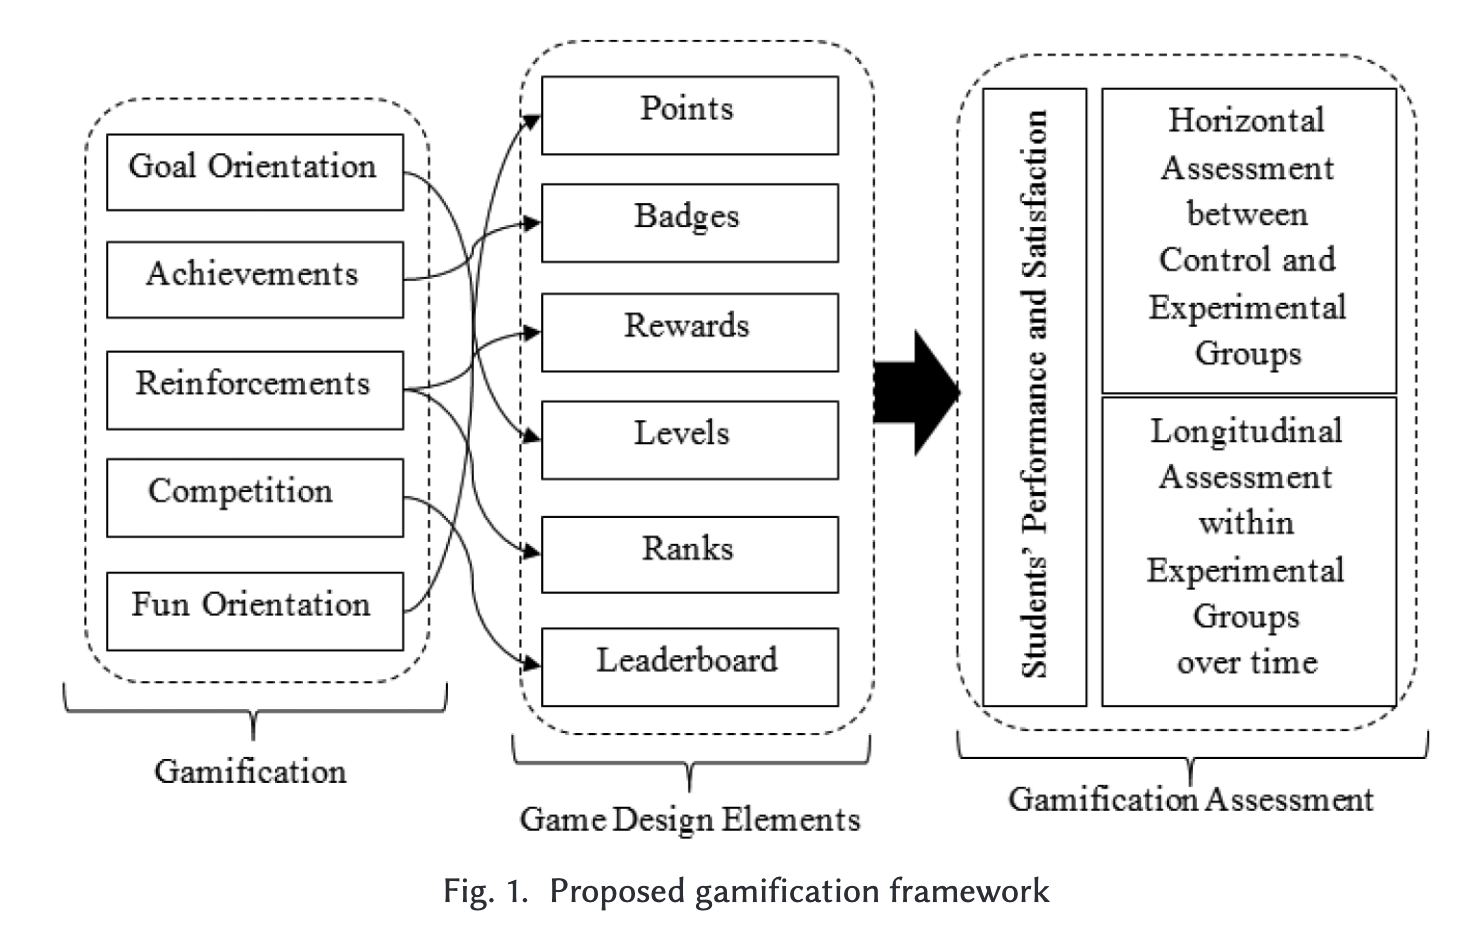 Goal Orientation
Achievements
Reinforcements
Competition
Fun Orientation
Gamification
Points
Badges
Rewards
Levels
Ranks
Leaderboard
Game Design Elements
Students’ Performance and Satisfaction
Horizontal
Assessment
between
Control and
Experimental
Groups
Longitudinal
Assessment
within
Experimental
Groups
over time
Gamification Assessment
Fig. 1. Proposed gamification framework